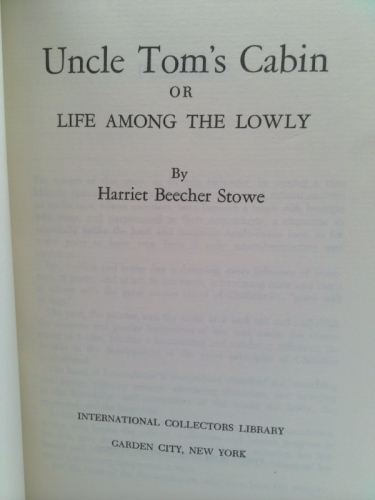 Uncle Tom's Cabin
OR
LIFE AMONG THE LOWLY
By
Harriet Beecher Stowe
INTERNATIONAL COLLECTORS LIBRARY
GARDEN CITY, NEW YORK